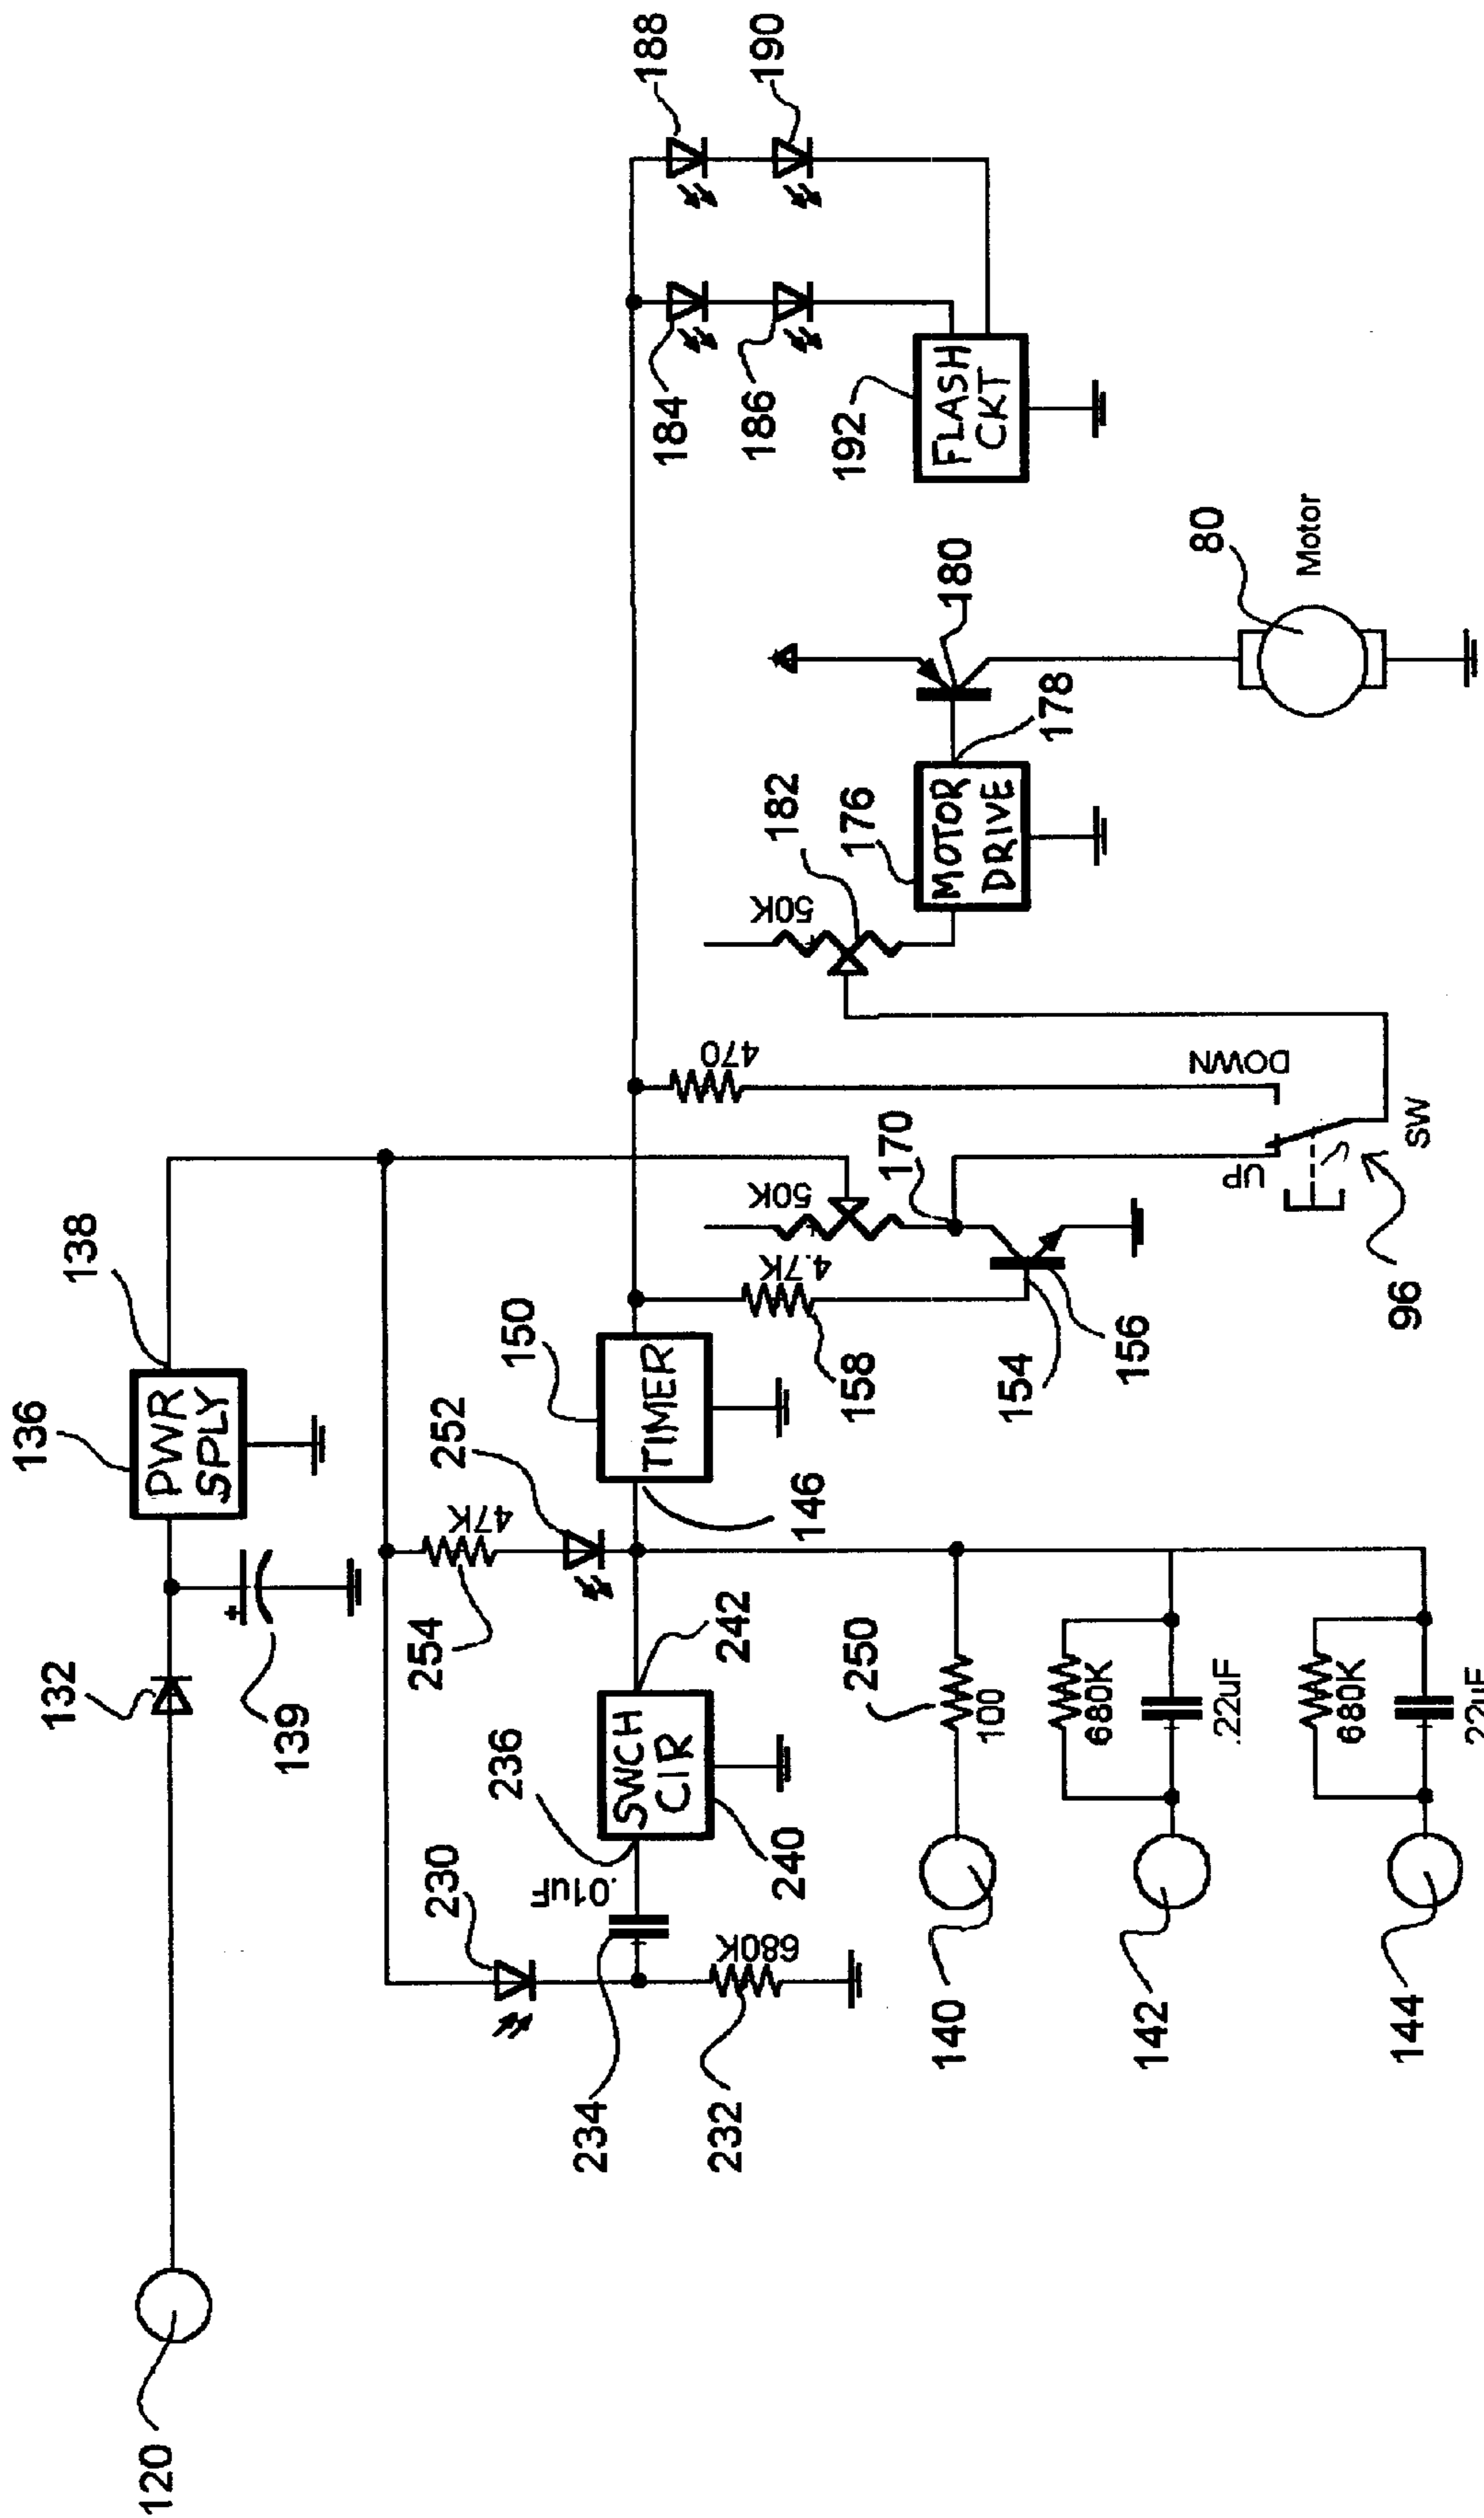 120
132
139
136
PWR
SPLY
138
230
234
.01uF
236
232
680K
SWCH
CIR
240
242
254
47K
252
146
150
TIMER
158
4.7K
154
156
50K
170
470
UP
DOWN
SW
96
50K
182
176
MOTOR
DRIVE
178
180
80
Motor
184
186
188
190
192
FLASH
CKT
140
250
100
142
680K
.22uF
144
680K
.22uF